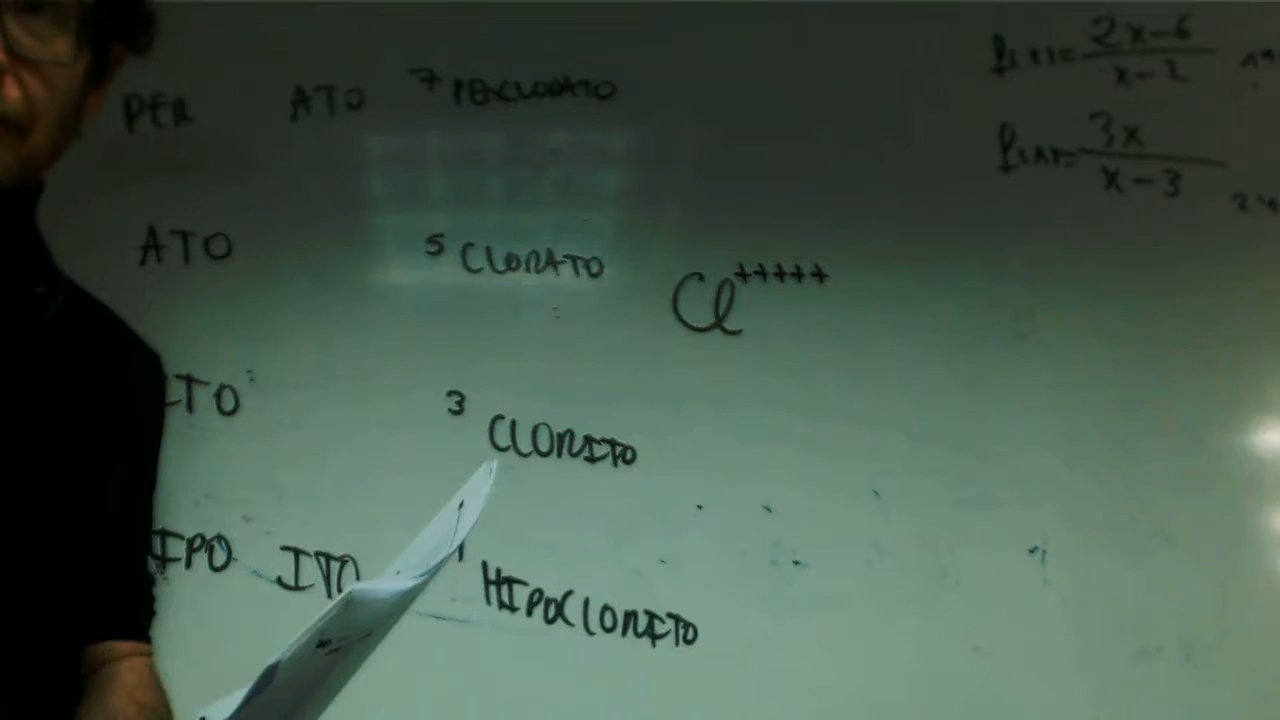 PER ATO 7 PERCLORATO
ATO 5 CLORATO Cl+++++
ITO 3 CLORITO
IPO ITO 1 HIPOCLORITO
f(x)= 2x-6
x-2
f(x)= 3x
x-3